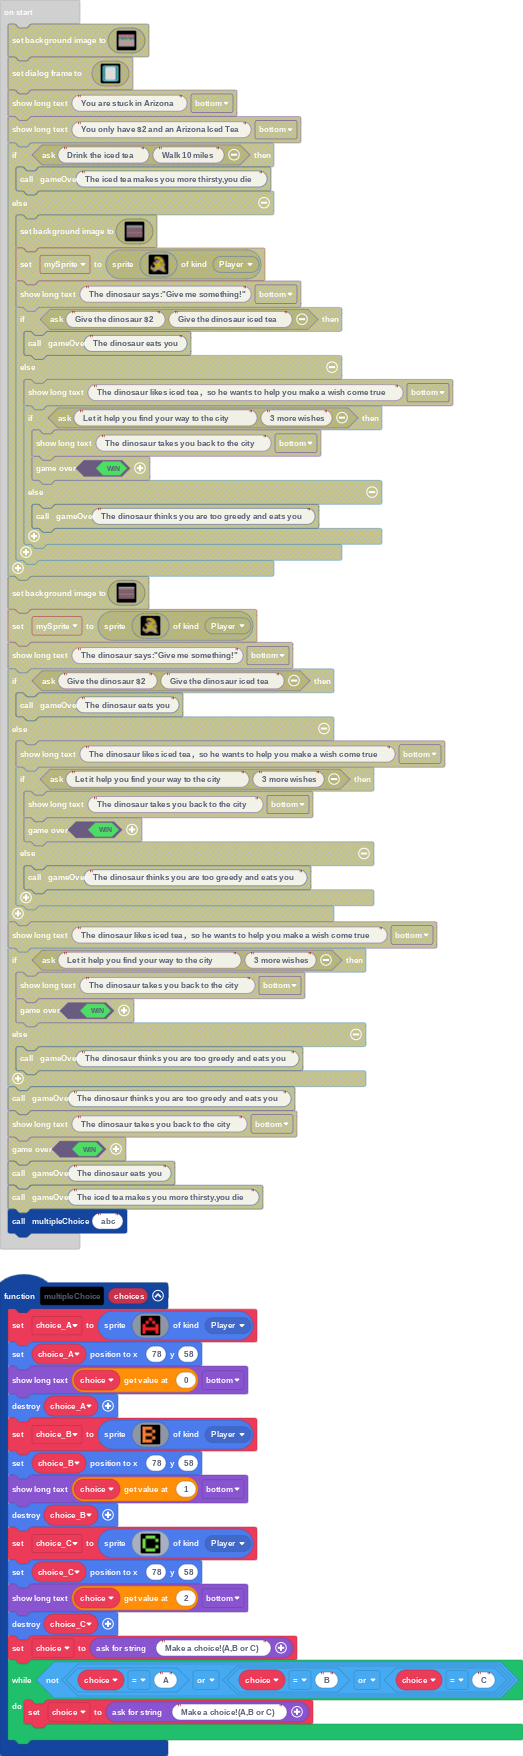 on start
set background image to
set dialog frame to
show long text "You are stuck in Arizona" bottom
show long text "You only have $2 and an Arizona Iced Tea" bottom
if ask "Drink the iced tea" "Walk 10 miles" then
call gameOve "The iced tea makes you more thirsty,you die"
else
set background image to
set mySprite to sprite of kind Player
show long text "The dinosaur says:"Give me something!"" bottom
if ask "Give the dinosaur $2" "Give the dinosaur iced tea" then
call gameOve "The dinosaur eats you"
else
show long text "The dinosaur likes iced tea, so he wants to help you make a wish come true" bottom
if ask "Let it help you find your way to the city" "3 more wishes" then
show long text "The dinosaur takes you back to the city" bottom
game over WIN
else
call gameOve "The dinosaur thinks you are too greedy and eats you"
set background image to
set mySprite to sprite of kind Player
show long text "The dinosaur says:"Give me something!"" bottom
if ask "Give the dinosaur $2" "Give the dinosaur iced tea" then
call gameOve "The dinosaur eats you"
else
show long text "The dinosaur likes iced tea, so he wants to help you make a wish come true" bottom
if ask "Let it help you find your way to the city" "3 more wishes" then
show long text "The dinosaur takes you back to the city" bottom
game over WIN
else
call gameOve "The dinosaur thinks you are too greedy and eats you"
show long text "The dinosaur likes iced tea, so he wants to help you make a wish come true" bottom
if ask "Let it help you find your way to the city" "3 more wishes" then
show long text "The dinosaur takes you back to the city" bottom
game over WIN
else
call gameOve "The dinosaur thinks you are too greedy and eats you"
call gameOve "The dinosaur thinks you are too greedy and eats you"
show long text "The dinosaur takes you back to the city" bottom
game over WIN
call gameOve "The dinosaur eats you"
call gameOve "The iced tea makes you more thirsty,you die"
call multipleChoice "abc"
function multipleChoice choices
set choice_A to sprite A of kind Player
set choice_A position to x 78 y 58
show long text choice get value at 0 bottom
destroy choice_A
set choice_B to sprite B of kind Player
set choice_B position to x 78 y 58
show long text choice get value at 1 bottom
destroy choice_B
set choice_C to sprite C of kind Player
set choice_C position to x 78 y 58
show long text choice get value at 2 bottom
destroy choice_C
set choice to ask for string "Make a choice!(A,B or C)"
while not choice = "A" or choice = "B" or choice = "C"
do set choice to ask for string "Make a choice!(A,B or C)"